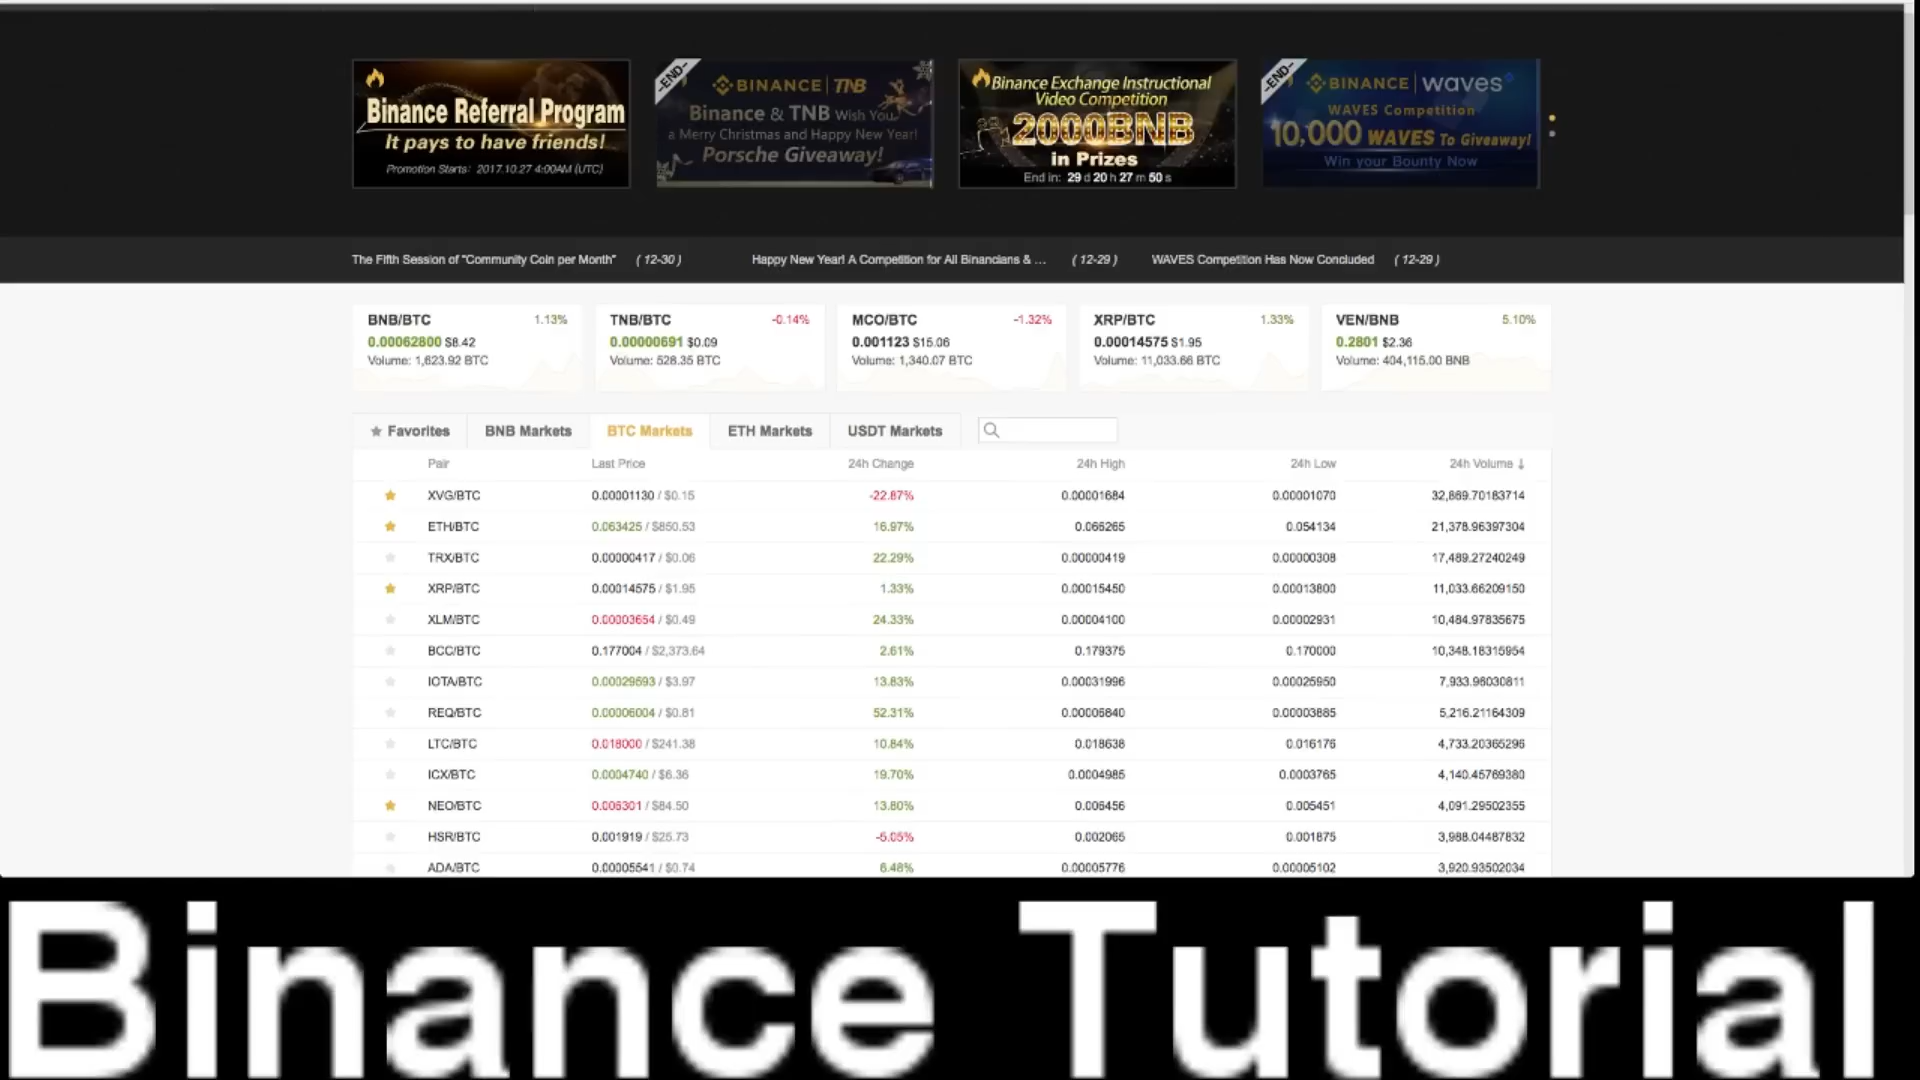 Binance Referral Program
It pays to have friends!
Promotion Starts: 2017.10.27 4:00AM (UTC)
-END-
BINANCE | TNB
Binance & TNB Wish You
a Merry Christmas and Happy New Year!
Porsche Giveaway!
Binance Exchange Instructional
Video Competition
2000BNB
in Prizes
End in: 29 d 20 h 27 m 50 s
-END-
BINANCE | waves
WAVES Competition
10,000 WAVES To Giveaway!
Win your Bounty Now
The Fifth Session of "Community Coin per Month" ( 12-30 ) Happy New Year! A Competition for All Binancians & ... ( 12-29 ) WAVES Competition Has Now Concluded ( 12-29 )
BNB/BTC 1.13%
0.00062800 $8.42
Volume: 1,623.92 BTC
TNB/BTC -0.14%
0.00000691 $0.09
Volume: 528.35 BTC
MCO/BTC -1.32%
0.001123 $15.06
Volume: 1,340.07 BTC
XRP/BTC 1.33%
0.00014575 $1.95
Volume: 11,033.66 BTC
VEN/BNB 5.10%
0.2801 $2.36
Volume: 404,115.00 BNB
Favorites BNB Markets BTC Markets ETH Markets USDT Markets
Pair Last Price 24h Change 24h High 24h Low 24h Volume ↓
XVG/BTC 0.00001130 / $0.15 -22.87% 0.00001684 0.00001070 32,869.70183714
ETH/BTC 0.063425 / $850.53 16.97% 0.066265 0.054134 21,378.96397304
TRX/BTC 0.00000417 / $0.06 22.29% 0.00000419 0.00000308 17,489.27240249
XRP/BTC 0.00014575 / $1.95 1.33% 0.00015450 0.00013800 11,033.66209150
XLM/BTC 0.00003654 / $0.49 24.33% 0.00004100 0.00002931 10,484.97835675
BCC/BTC 0.177004 / $2,373.64 2.61% 0.179375 0.170000 10,348.18315954
IOTA/BTC 0.00029593 / $3.97 13.83% 0.00031996 0.00025950 7,933.96030811
REQ/BTC 0.00006004 / $0.81 52.31% 0.00006840 0.00003885 5,216.21164309
LTC/BTC 0.018000 / $241.38 10.84% 0.018638 0.016176 4,733.20365296
ICX/BTC 0.0004740 / $6.36 19.70% 0.0004985 0.0003765 4,140.45769380
NEO/BTC 0.006301 / $84.50 13.80% 0.006456 0.005451 4,091.29502355
HSR/BTC 0.001919 / $25.73 -5.05% 0.002065 0.001875 3,988.04487832
ADA/BTC 0.00005541 / $0.74 6.48% 0.00005776 0.00005102 3,920.93502034
Binance Tutorial